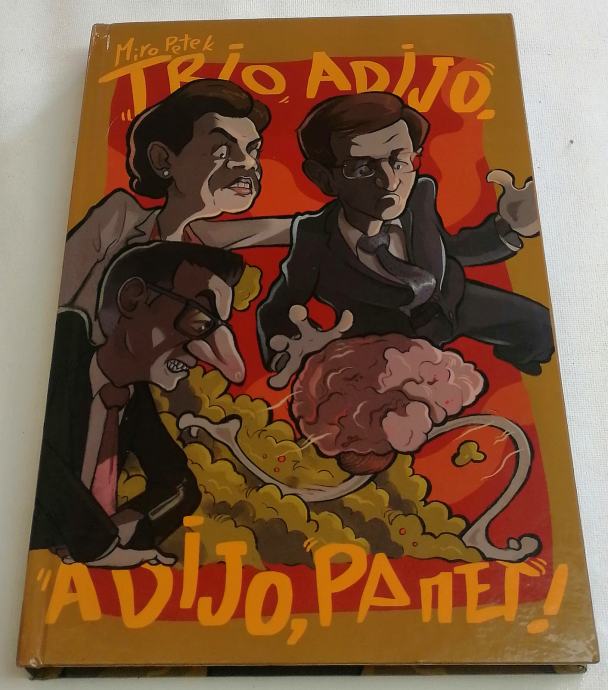 Miro Petek
TRIO ADIJO,
ADIJO, PAmET!